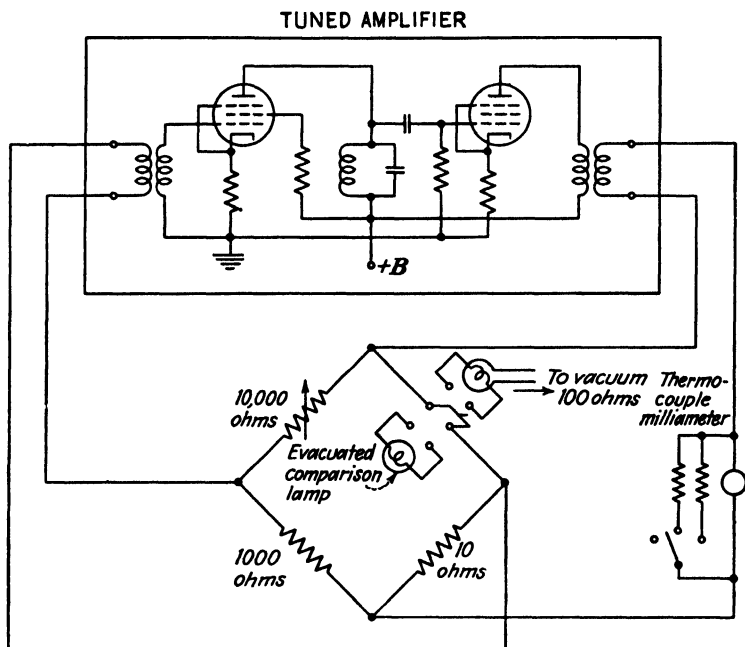 TUNED AMPLIFIER
+B
10,000
ohms
To vacuum
100 ohms
Thermo-
couple
milliameter
Evacuated
comparison
lamp
1000
ohms
10
ohms